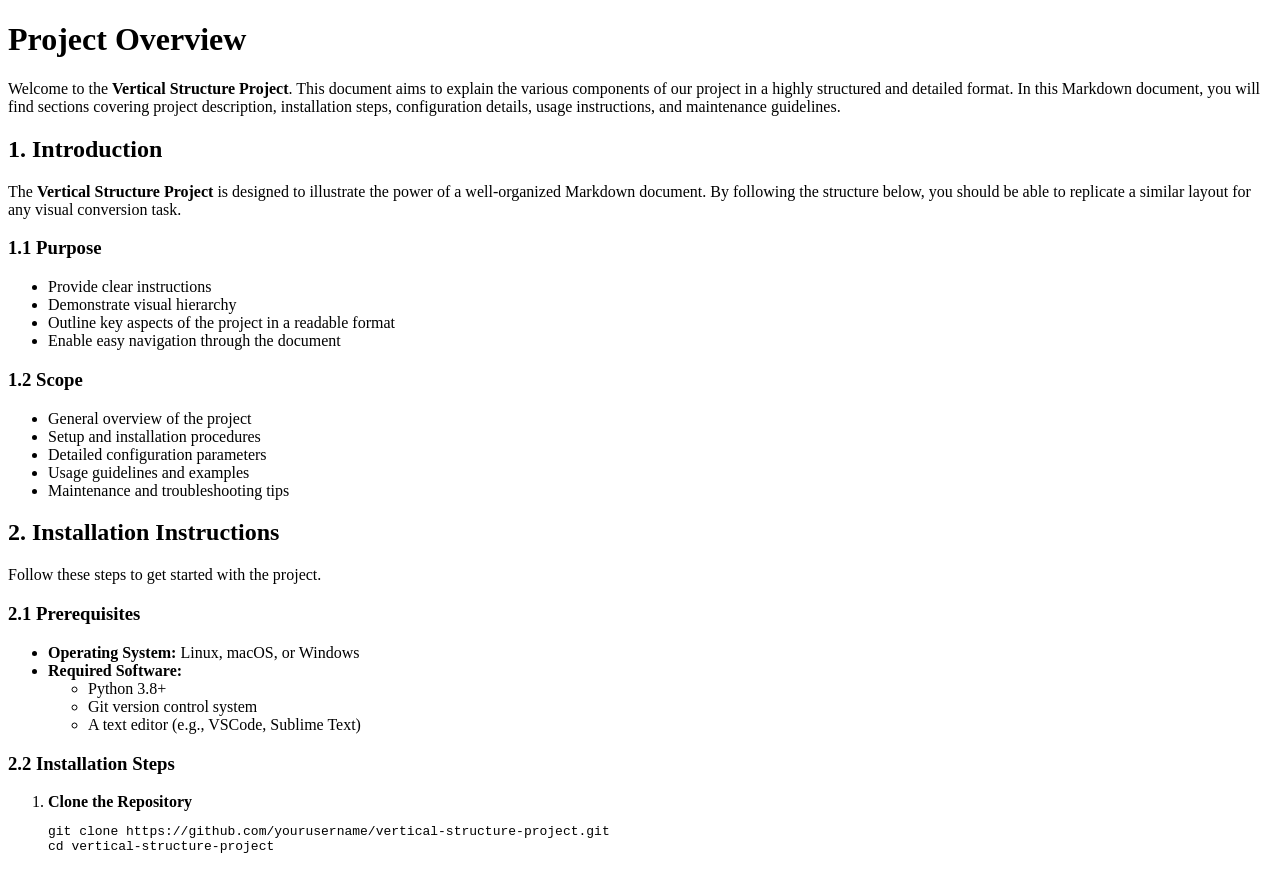 Project Overview
Welcome to the Vertical Structure Project. This document aims to explain the various components of our project in a highly structured and detailed format. In this Markdown document, you will
find sections covering project description, installation steps, configuration details, usage instructions, and maintenance guidelines.
1. Introduction
The Vertical Structure Project is designed to illustrate the power of a well-organized Markdown document. By following the structure below, you should be able to replicate a similar layout for
any visual conversion task.
1.1 Purpose
• Provide clear instructions
• Demonstrate visual hierarchy
• Outline key aspects of the project in a readable format
• Enable easy navigation through the document
1.2 Scope
• General overview of the project
• Setup and installation procedures
• Detailed configuration parameters
• Usage guidelines and examples
• Maintenance and troubleshooting tips
2. Installation Instructions
Follow these steps to get started with the project.
2.1 Prerequisites
• Operating System: Linux, macOS, or Windows
• Required Software:
◦ Python 3.8+
◦ Git version control system
◦ A text editor (e.g., VSCode, Sublime Text)
2.2 Installation Steps
1. Clone the Repository
git clone https://github.com/yourusername/vertical-structure-project.git
cd vertical-structure-project